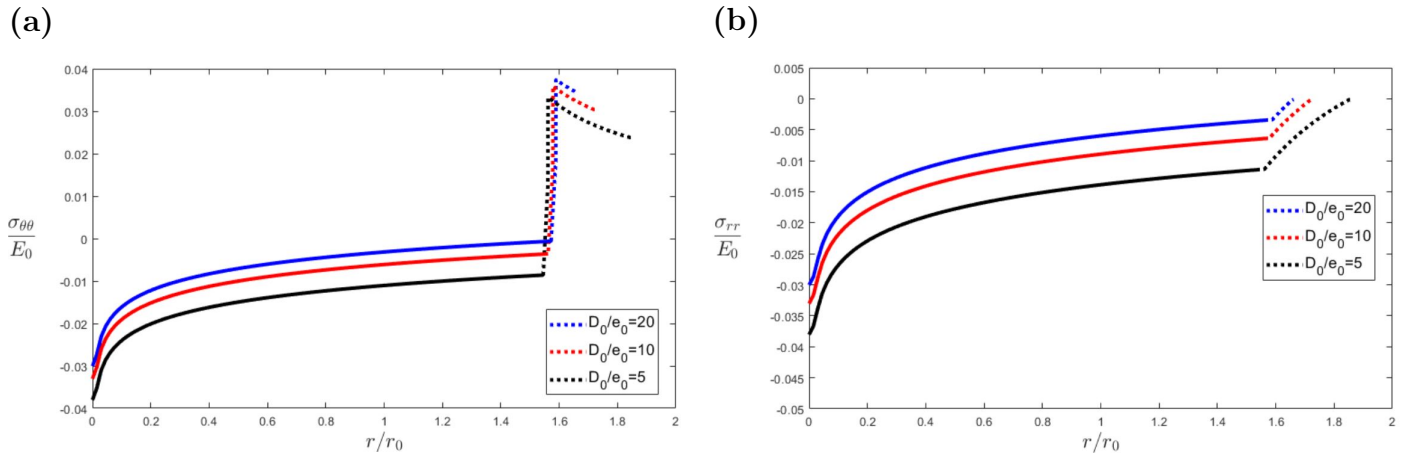 (a)
0.04
0.03
0.02
0.01
0
-0.01
-0.02
-0.03
-0.04
σθθ
E0
0 0.2 0.4 0.6 0.8 1 1.2 1.4 1.6 1.8 2
r/r0
D0/e0=20
D0/e0=10
D0/e0=5
(b)
0.005
0
-0.005
-0.01
-0.015
-0.02
-0.025
-0.03
-0.035
-0.04
-0.045
-0.05
σrr
E0
0 0.2 0.4 0.6 0.8 1 1.2 1.4 1.6 1.8 2
r/r0
D0/e0=20
D0/e0=10
D0/e0=5